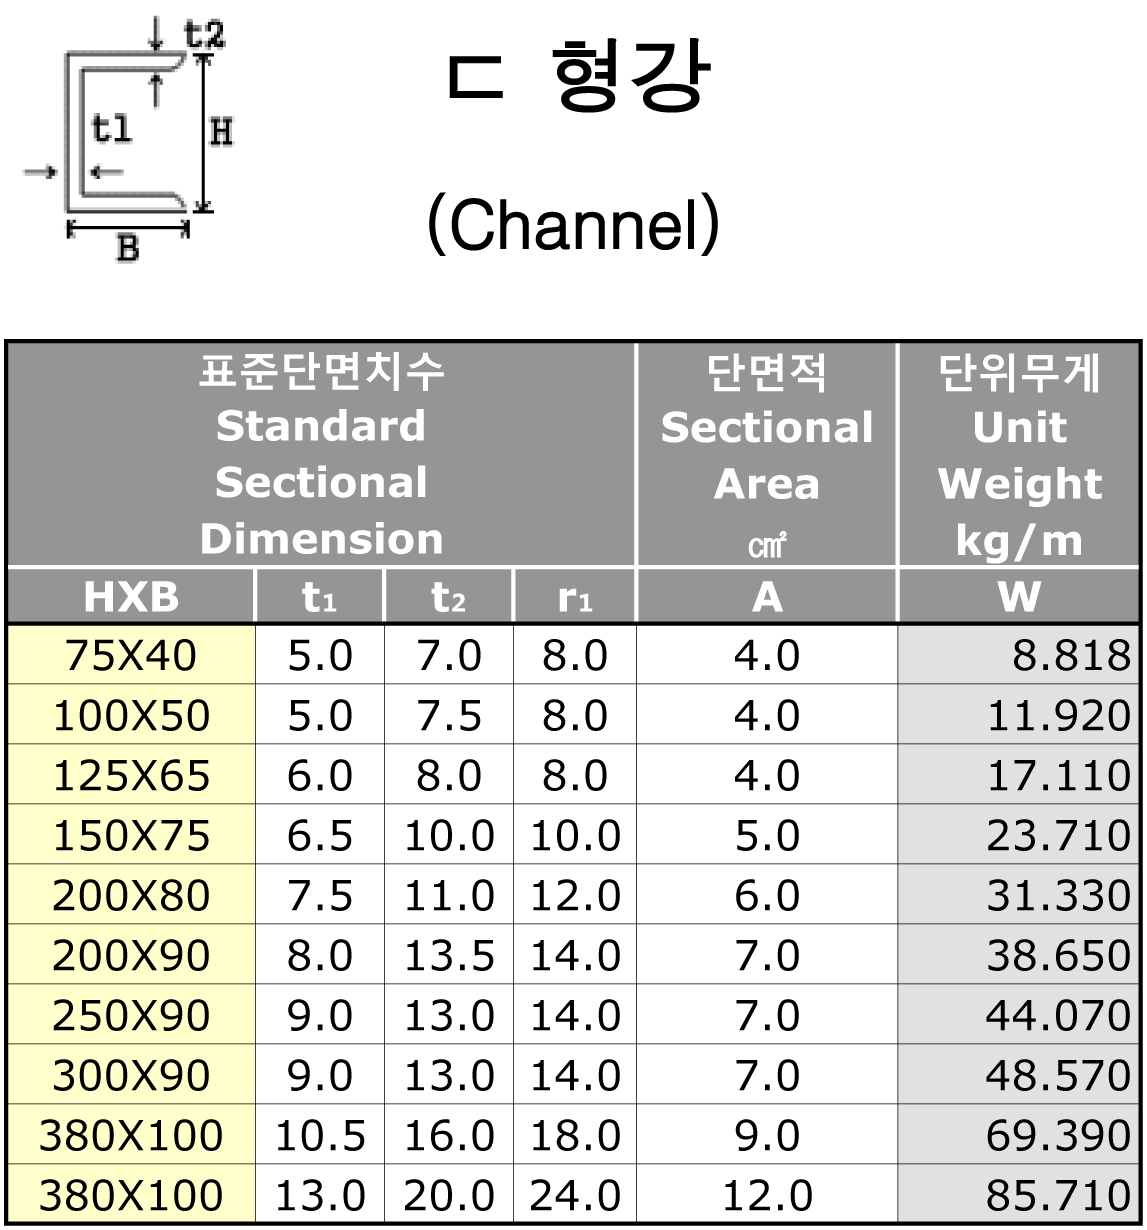 t2
t1
H
B
ㄷ 형강
(Channel)
표준단면치수 단면적 단위무게
Standard Sectional Unit
Sectional Area Weight
Dimension ㎠ kg/m
HXB t1 t2 r1 A W
75X40 5.0 7.0 8.0 4.0 8.818
100X50 5.0 7.5 8.0 4.0 11.920
125X65 6.0 8.0 8.0 4.0 17.110
150X75 6.5 10.0 10.0 5.0 23.710
200X80 7.5 11.0 12.0 6.0 31.330
200X90 8.0 13.5 14.0 7.0 38.650
250X90 9.0 13.0 14.0 7.0 44.070
300X90 9.0 13.0 14.0 7.0 48.570
380X100 10.5 16.0 18.0 9.0 69.390
380X100 13.0 20.0 24.0 12.0 85.710